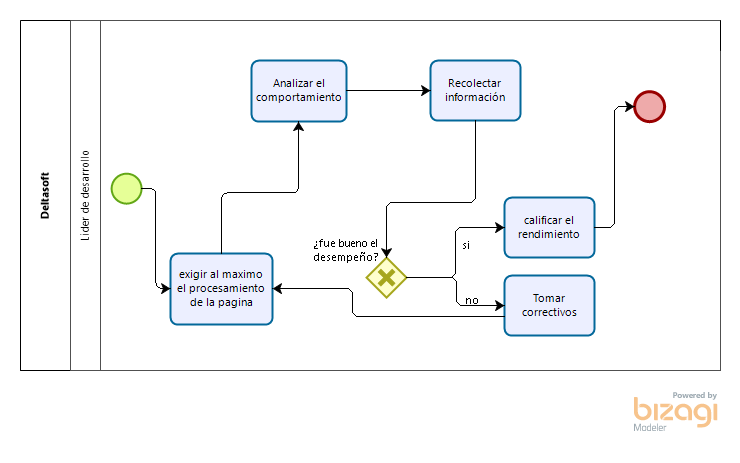 Deltasoft
Lider de desarrollo
Analizar el
comportamiento
Recolectar
información
exigir al maximo
el procesamiento
de la pagina
¿fue bueno el
desempeño?
si
no
calificar el
rendimiento
Tomar
correctivos
Powered by
bizagi
Modeler